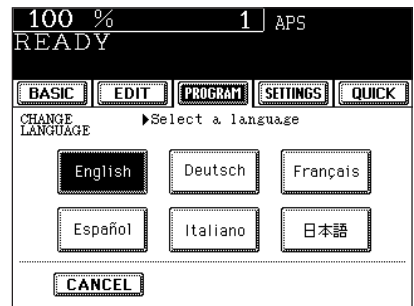 100 % 1 APS
READY
BASIC EDIT PROGRAM SETTINGS QUICK
CHANGE LANGUAGE ▶Select a language
English Deutsch Français
Español Italiano 日本語
CANCEL